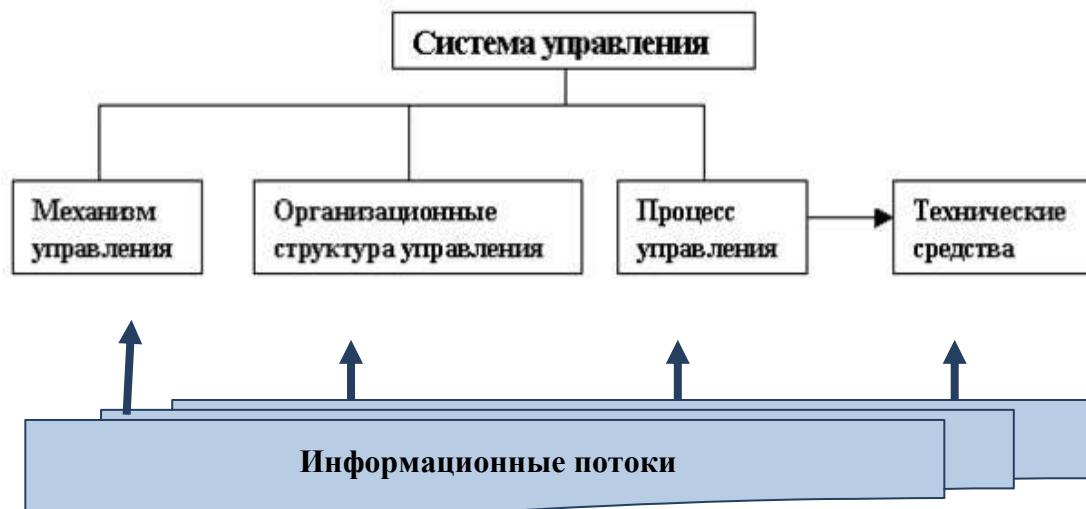 Система управления
Механизм
управления
Организационные
структура управления
Процесс
управления
Технические
средства
Информационные потоки